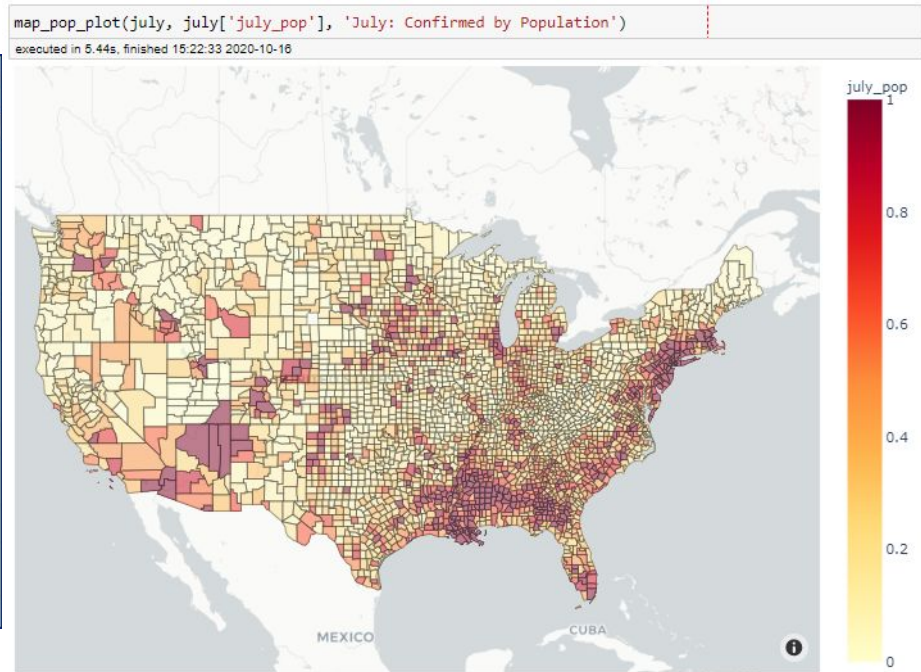 map_pop_plot(july, july['july_pop'], 'July: Confirmed by Population')
executed in 5.44s, finished 15:22:33 2020-10-16
july_pop
1
0.8
0.6
0.4
0.2
0
MEXICO
CUBA
i